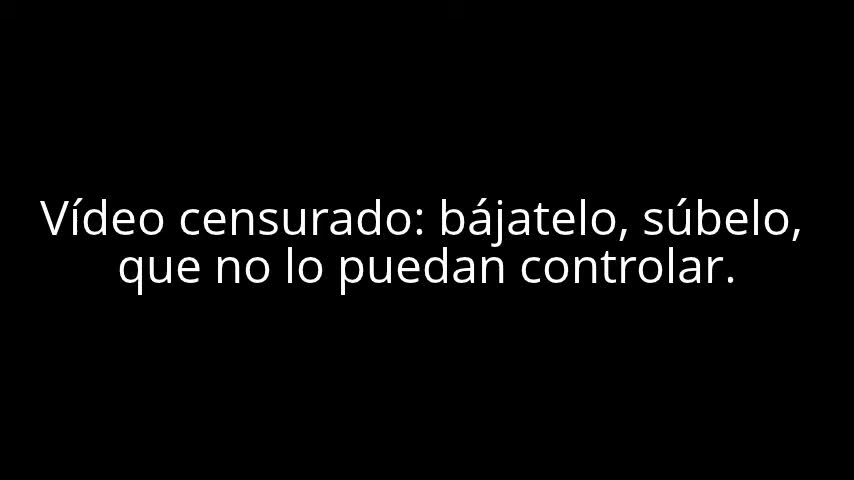 Vídeo censurado: bájatelo, súbelo,
que no lo puedan controlar.